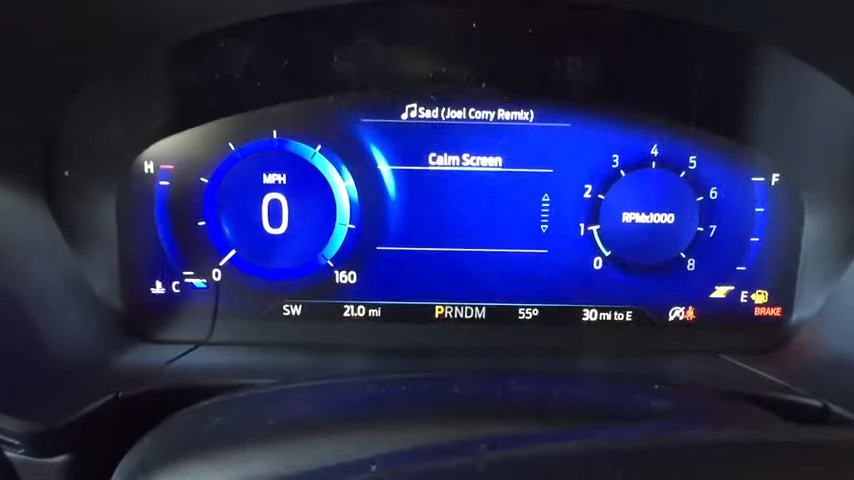 Sad (Joel Corry Remix)
Calm Screen
H
C
MPH
0
0
160
0
1
2
3
4
5
6
7
8
RPMx1000
F
E
SW
21.0 mi
PRNDM
55°
30 mi to E
BRAKE